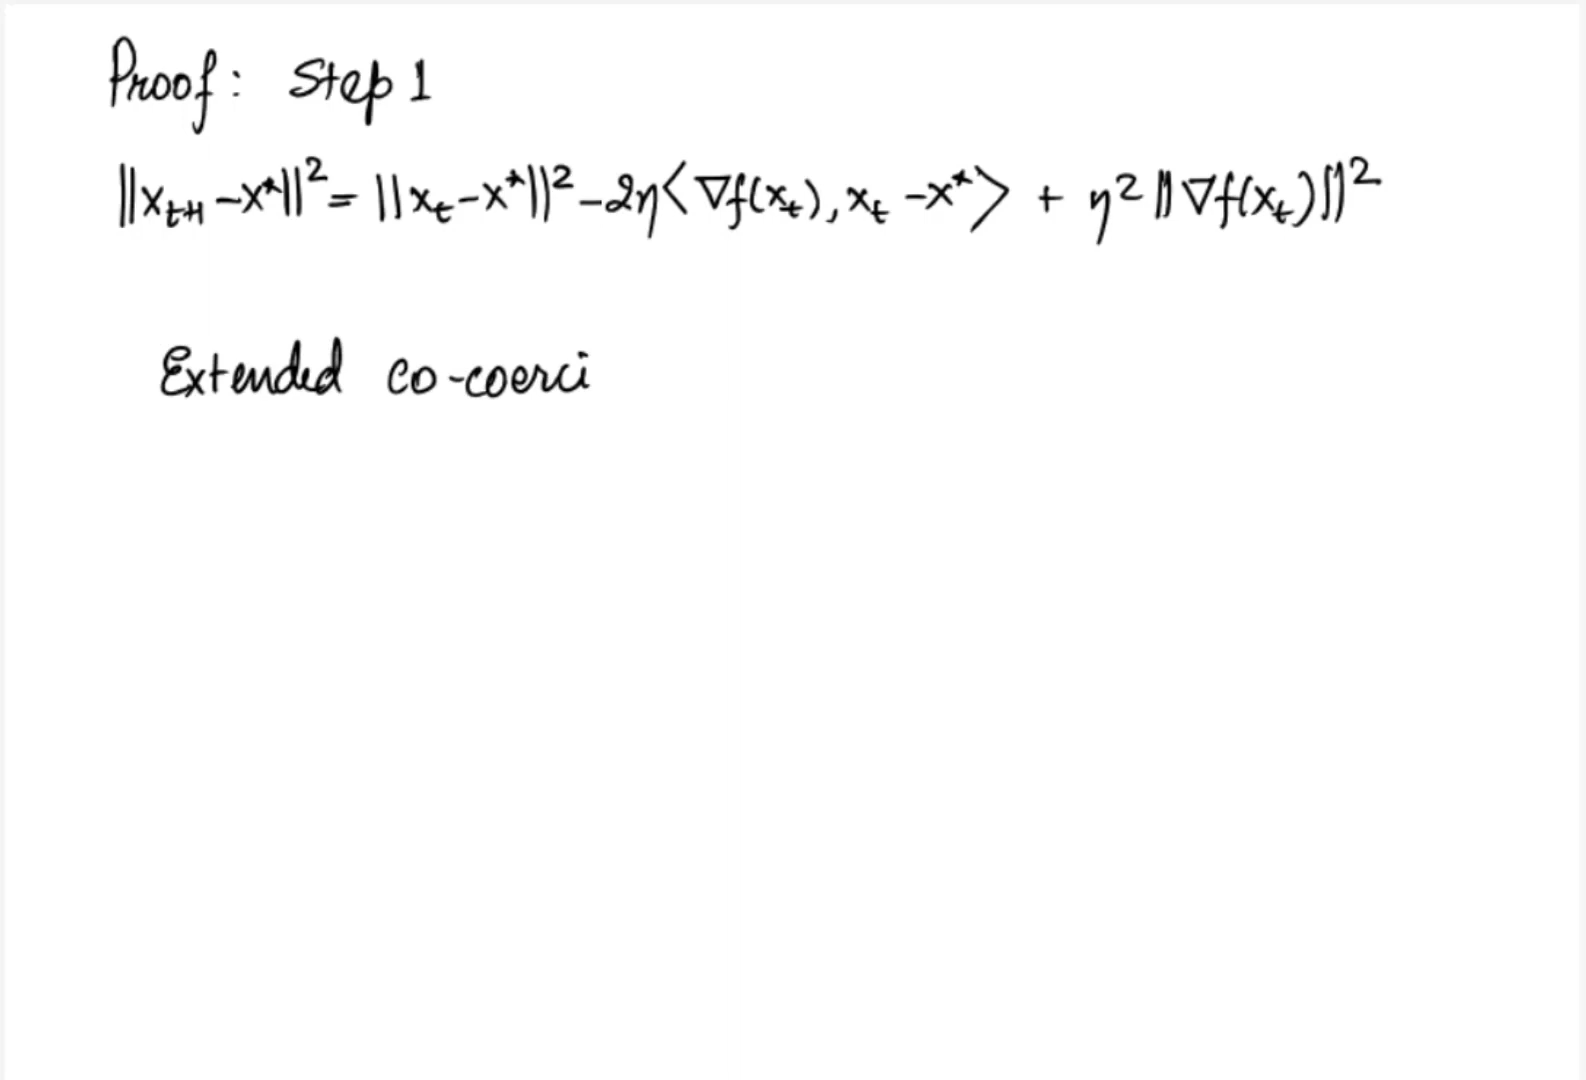 Proof: Step 1
||x_{t+1} - x*||² = ||x_t - x*||² - 2η⟨∇f(x_t), x_t - x*⟩ + η² ||∇f(x_t)||²
Extended co-coerci